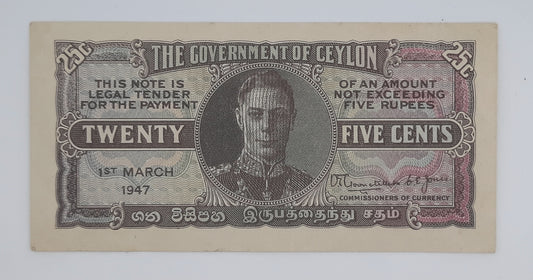 25C
THE GOVERNMENT OF CEYLON
25C
THIS NOTE IS
LEGAL TENDER
FOR THE PAYMENT
OF AN AMOUNT
NOT EXCEEDING
FIVE RUPEES
TWENTY FIVE CENTS
1ST MARCH
1947
COMMISSIONERS OF CURRENCY
ශත විසිපහ இருபத்தைந்து சதம்